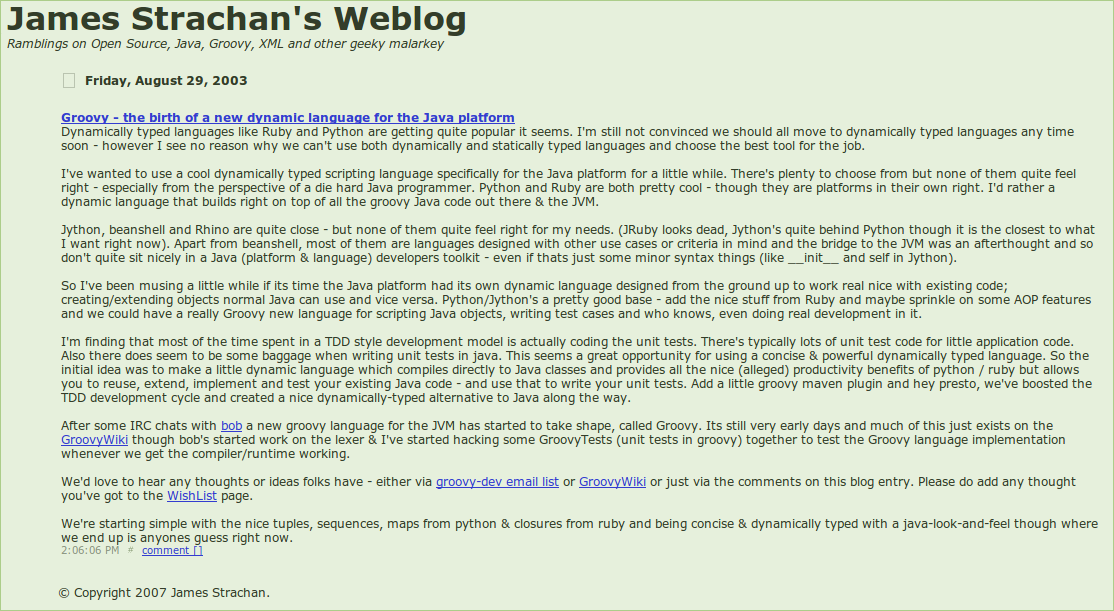 James Strachan's Weblog
Ramblings on Open Source, Java, Groovy, XML and other geeky malarkey
Friday, August 29, 2003
Groovy - the birth of a new dynamic language for the Java platform
Dynamically typed languages like Ruby and Python are getting quite popular it seems. I'm still not convinced we should all move to dynamically typed languages any time
soon - however I see no reason why we can't use both dynamically and statically typed languages and choose the best tool for the job.
I've wanted to use a cool dynamically typed scripting language specifically for the Java platform for a little while. There's plenty to choose from but none of them quite feel
right - especially from the perspective of a die hard Java programmer. Python and Ruby are both pretty cool - though they are platforms in their own right. I'd rather a
dynamic language that builds right on top of all the groovy Java code out there & the JVM.
Jython, beanshell and Rhino are quite close - but none of them quite feel right for my needs. (JRuby looks dead, Jython's quite behind Python though it is the closest to what
I want right now). Apart from beanshell, most of them are languages designed with other use cases or criteria in mind and the bridge to the JVM was an afterthought and so
don't quite sit nicely in a Java (platform & language) developers toolkit - even if thats just some minor syntax things (like __init__ and self in Jython).
So I've been musing a little while if its time the Java platform had its own dynamic language designed from the ground up to work real nice with existing code;
creating/extending objects normal Java can use and vice versa. Python/Jython's a pretty good base - add the nice stuff from Ruby and maybe sprinkle on some AOP features
and we could have a really Groovy new language for scripting Java objects, writing test cases and who knows, even doing real development in it.
I'm finding that most of the time spent in a TDD style development model is actually coding the unit tests. There's typically lots of unit test code for little application code.
Also there does seem to be some baggage when writing unit tests in java. This seems a great opportunity for using a concise & powerful dynamically typed language. So the
initial idea was to make a little dynamic language which compiles directly to Java classes and provides all the nice (alleged) productivity benefits of python / ruby but allows
you to reuse, extend, implement and test your existing Java code - and use that to write your unit tests. Add a little groovy maven plugin and hey presto, we've boosted the
TDD development cycle and created a nice dynamically-typed alternative to Java along the way.
After some IRC chats with bob a new groovy language for the JVM has started to take shape, called Groovy. Its still very early days and much of this just exists on the
GroovyWiki though bob's started work on the lexer & I've started hacking some GroovyTests (unit tests in groovy) together to test the Groovy language implementation
whenever we get the compiler/runtime working.
We'd love to hear any thoughts or ideas folks have - either via groovy-dev email list or GroovyWiki or just via the comments on this blog entry. Please do add any thought
you've got to the WishList page.
We're starting simple with the nice tuples, sequences, maps from python & closures from ruby and being concise & dynamically typed with a java-look-and-feel though where
we end up is anyones guess right now.
2:06:06 PM # comment []
© Copyright 2007 James Strachan.